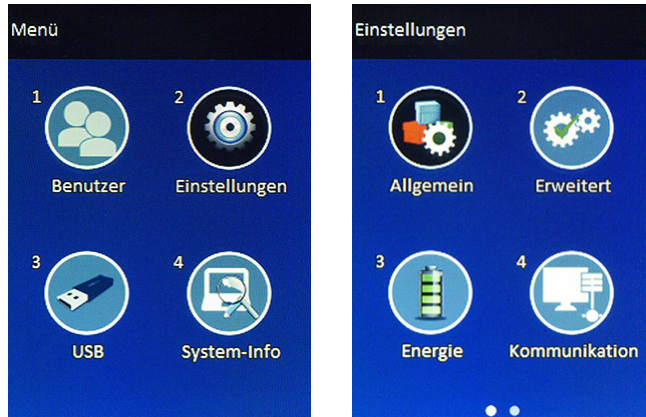 Menü
1
Benutzer
2
Einstellungen
3
USB
4
System-Info
Einstellungen
1
Allgemein
2
Erweitert
3
Energie
4
Kommunikation